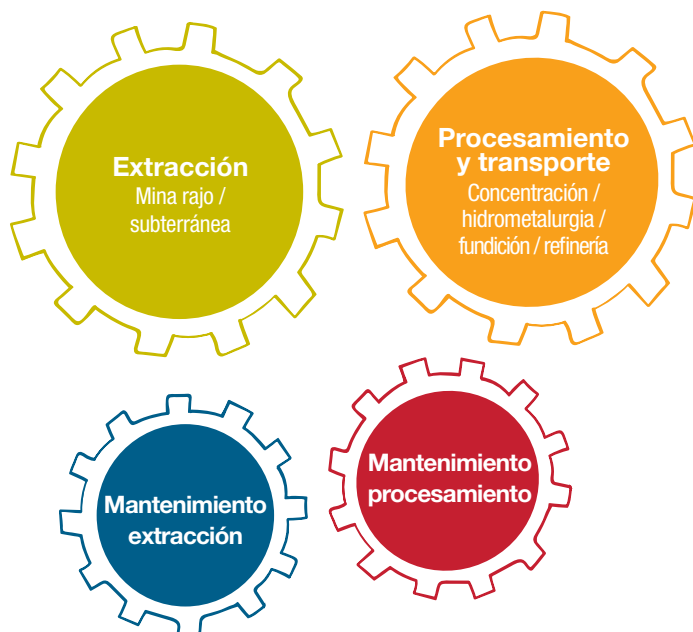 Extracción
Mina rajo /
subterránea
Procesamiento
y transporte
Concentración /
hidrometalurgia /
fundición / refinería
Mantenimiento
extracción
Mantenimiento
procesamiento